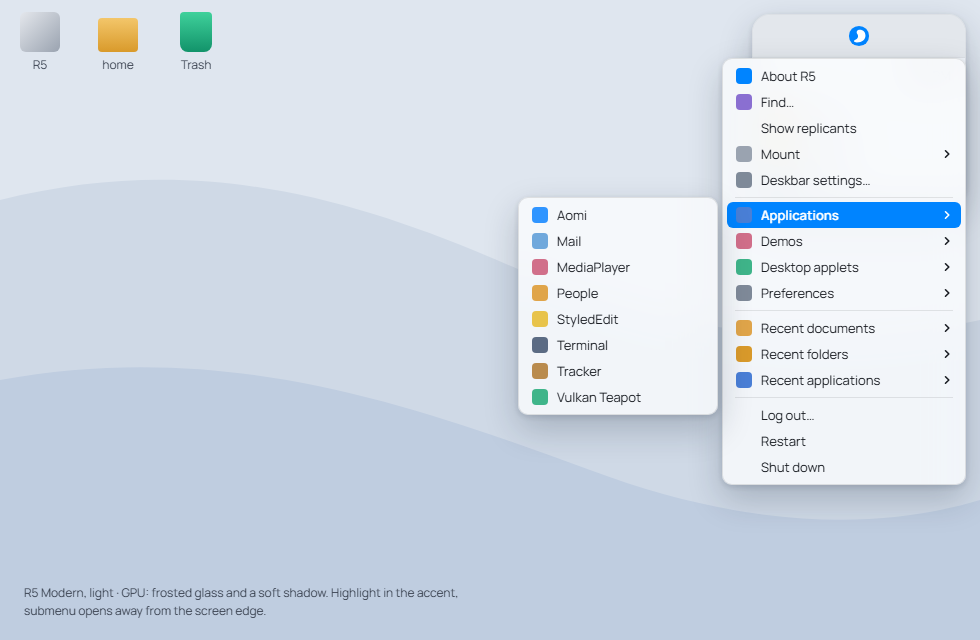 R5
home
Trash
About R5
Find…
Show replicants
Mount
Deskbar settings…
Applications
Demos
Desktop applets
Preferences
Recent documents
Recent folders
Recent applications
Log out…
Restart
Shut down
Aomi
Mail
MediaPlayer
People
StyledEdit
Terminal
Tracker
Vulkan Teapot
R5 Modern, light · GPU: frosted glass and a soft shadow. Highlight in the accent,
submenu opens away from the screen edge.